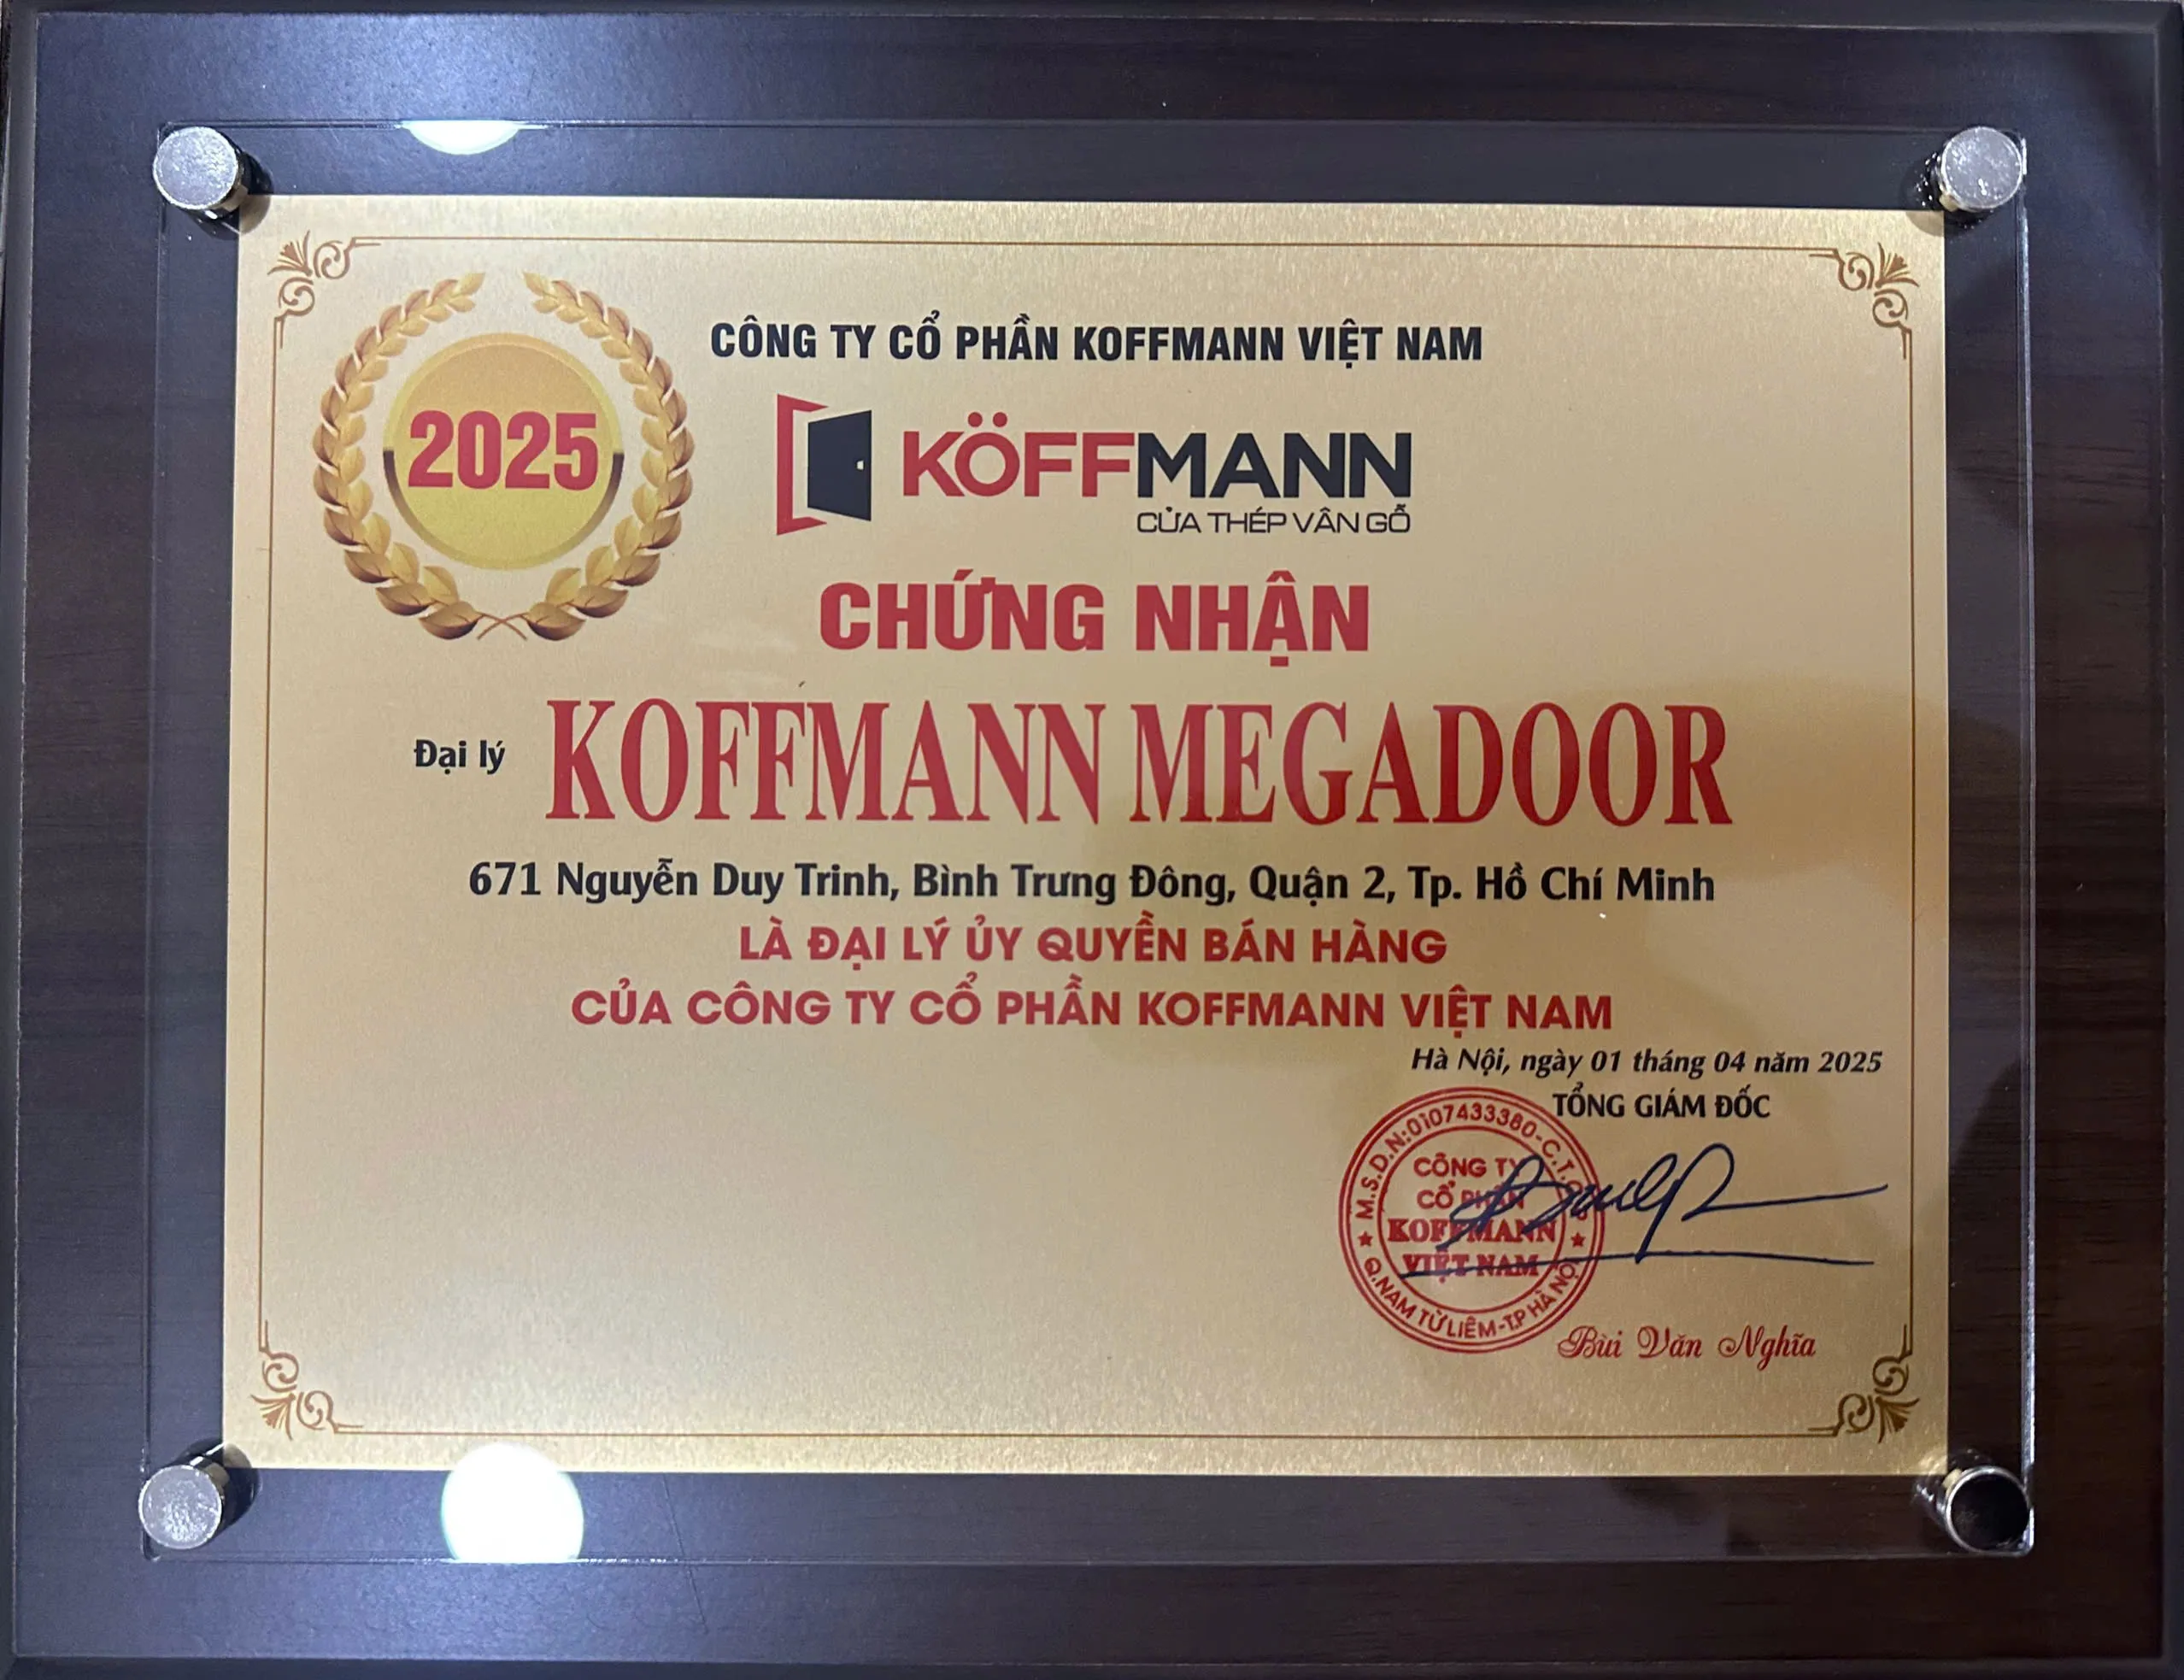 2025
CÔNG TY CỔ PHẦN KOFFMANN VIỆT NAM
KÖFFMANN
CỬA THÉP VÂN GỖ
CHỨNG NHẬN
Đại lý KOFFMANN MEGADOOR
671 Nguyễn Duy Trinh, Bình Trưng Đông, Quận 2, Tp. Hồ Chí Minh
LÀ ĐẠI LÝ ỦY QUYỀN BÁN HÀNG
CỦA CÔNG TY CỔ PHẦN KOFFMANN VIỆT NAM
Hà Nội, ngày 01 tháng 04 năm 2025
TỔNG GIÁM ĐỐC
M.S.D.N:0107433380-C.T.
CÔNG TY
CỔ PHẦN
KOFFMANN
VIỆT NAM
Q.NAM TỪ LIÊM-T.P HÀ NỘI
Bùi Văn Nghĩa